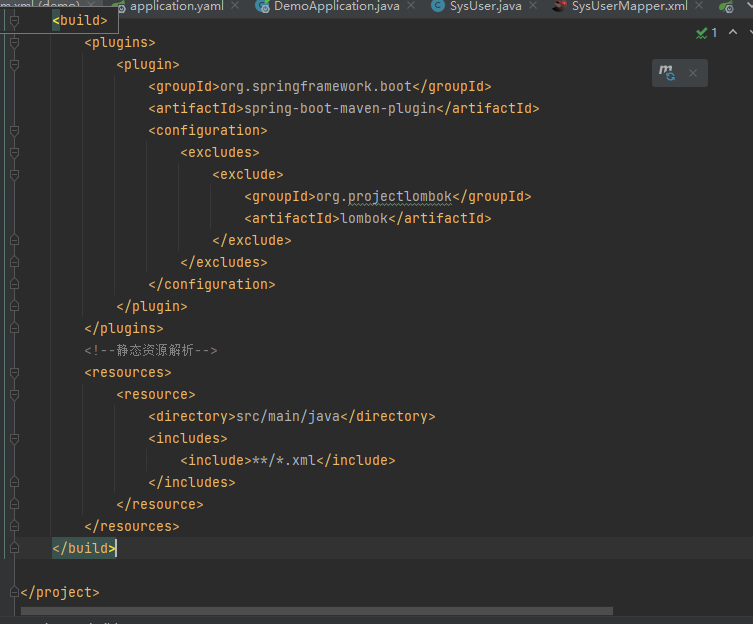 application.yaml DemoApplication.java SysUser.java SysUserMapper.xml
<build>
1
<plugins>
<plugin>
<groupId>org.springframework.boot</groupId>
<artifactId>spring-boot-maven-plugin</artifactId>
<configuration>
<excludes>
<exclude>
<groupId>org.projectlombok</groupId>
<artifactId>lombok</artifactId>
</exclude>
</excludes>
</configuration>
</plugin>
</plugins>
<!--静态资源解析-->
<resources>
<resource>
<directory>src/main/java</directory>
<includes>
<include>**/*.xml</include>
</includes>
</resource>
</resources>
</build>
</project>